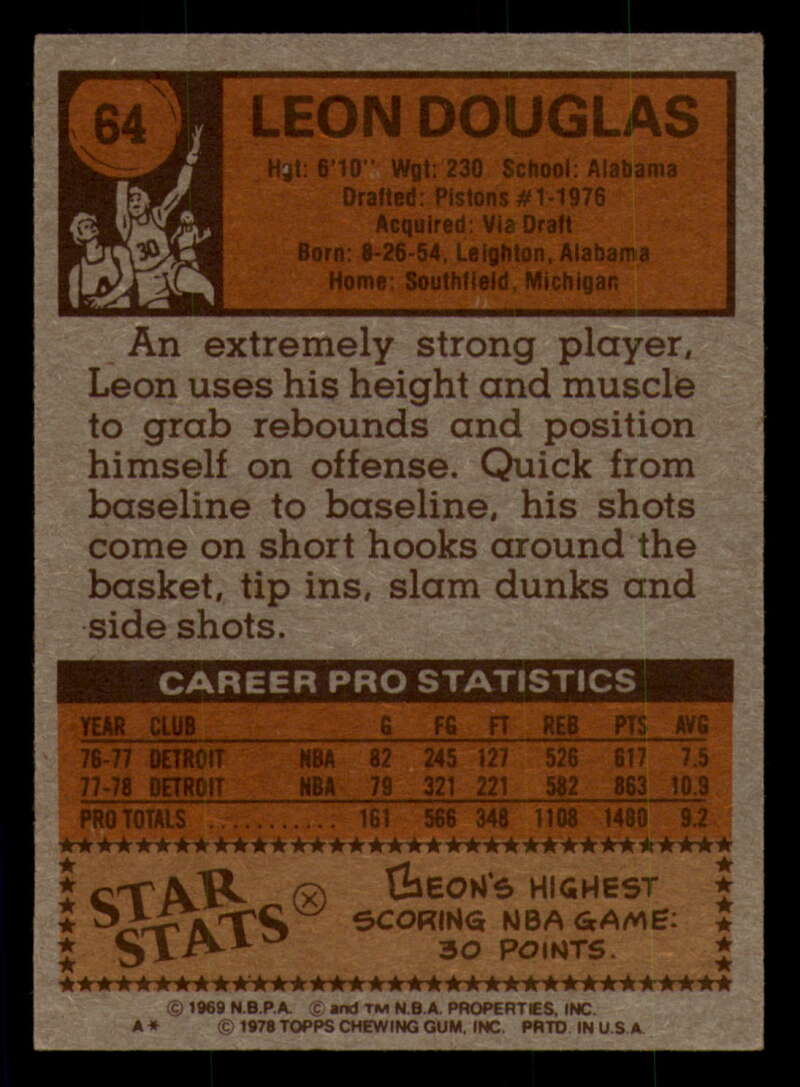 64
LEON DOUGLAS
Hgt: 6'10" Wgt: 230 School: Alabama
Drafted: Pistons #1-1976
Acquired: Via Draft
Born: 8-26-54, Leighton, Alabama
Home: Southfield, Michigan
30
An extremely strong player,
Leon uses his height and muscle
to grab rebounds and position
himself on offense. Quick from
baseline to baseline, his shots
come on short hooks around the
basket, tip ins, slam dunks and
side shots.
CAREER PRO STATISTICS
YEAR CLUB G FG FT REB PTS AVG
76-77 DETROIT NBA 82 245 127 526 617 7.5
77-78 DETROIT NBA 79 321 221 582 863 10.9
PRO TOTALS ........... 161 566 348 1108 1480 9.2
STAR STATS
LEON'S HIGHEST
SCORING NBA GAME:
30 POINTS.
© 1969 N.B.P.A. © and TM N.B.A. PROPERTIES, INC.
A* © 1978 TOPPS CHEWING GUM, INC. PRTD. IN U.S.A.